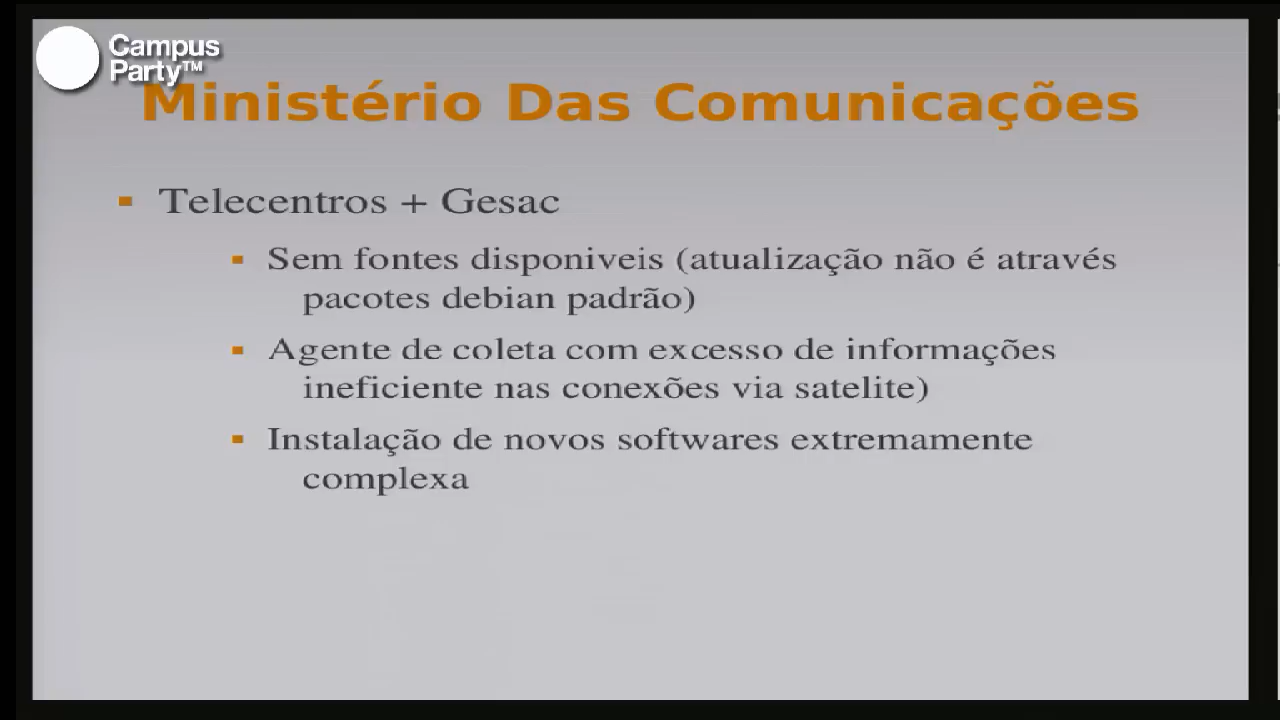 Campus
Party™
Ministério Das Comunicações
Telecentros + Gesac
Sem fontes disponiveis (atualização não é através
pacotes debian padrão)
Agente de coleta com excesso de informações
ineficiente nas conexões via satelite)
Instalação de novos softwares extremamente
complexa